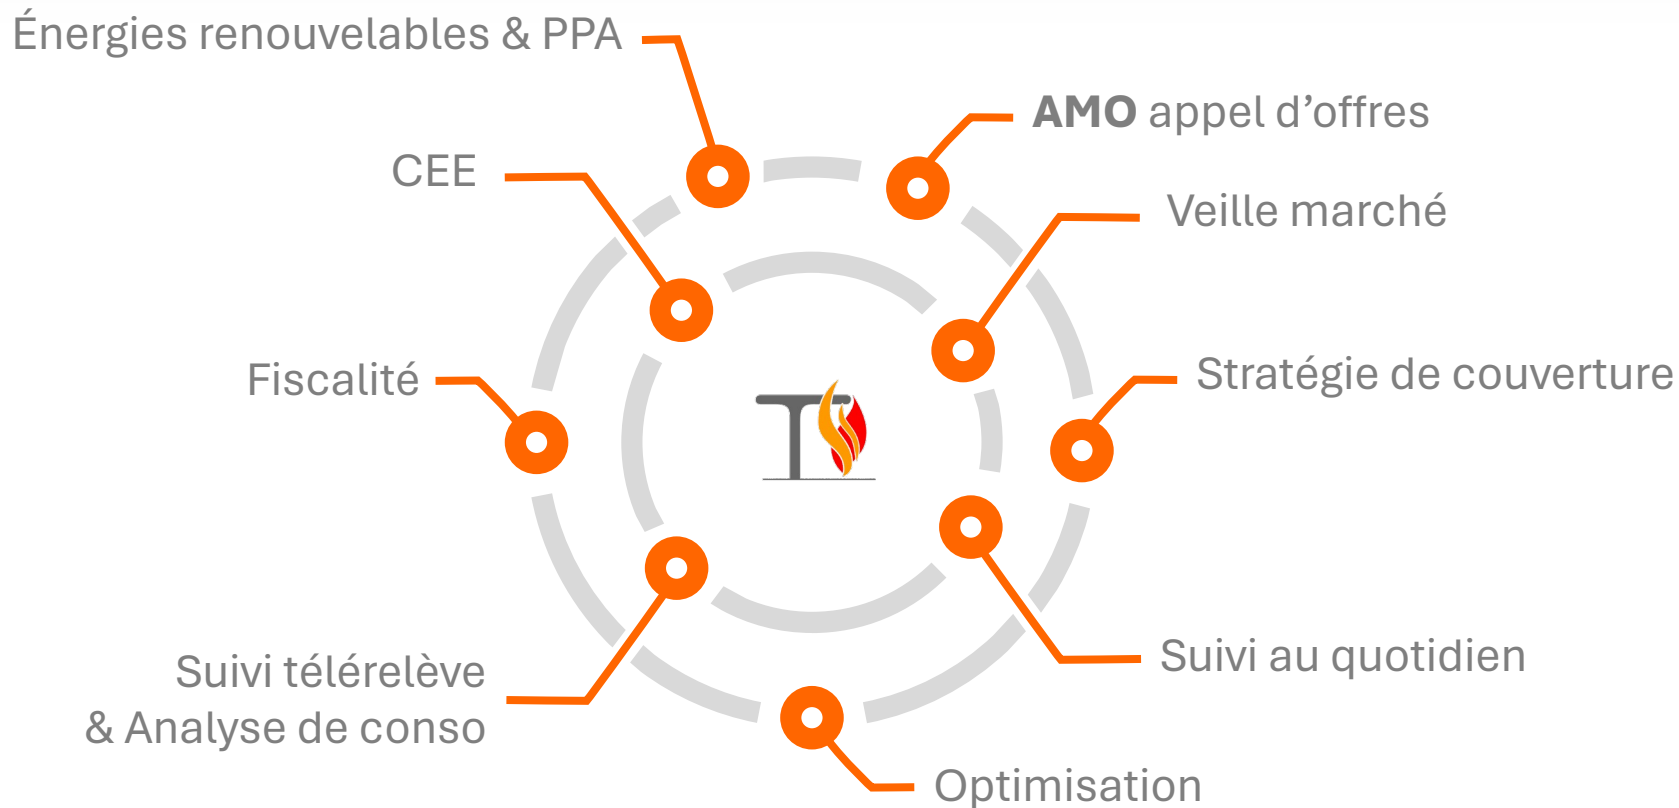 Énergies renouvelables & PPA
AMO appel d’offres
CEE
Veille marché
Fiscalité
Stratégie de couverture
Suivi télérelève
& Analyse de conso
Suivi au quotidien
Optimisation